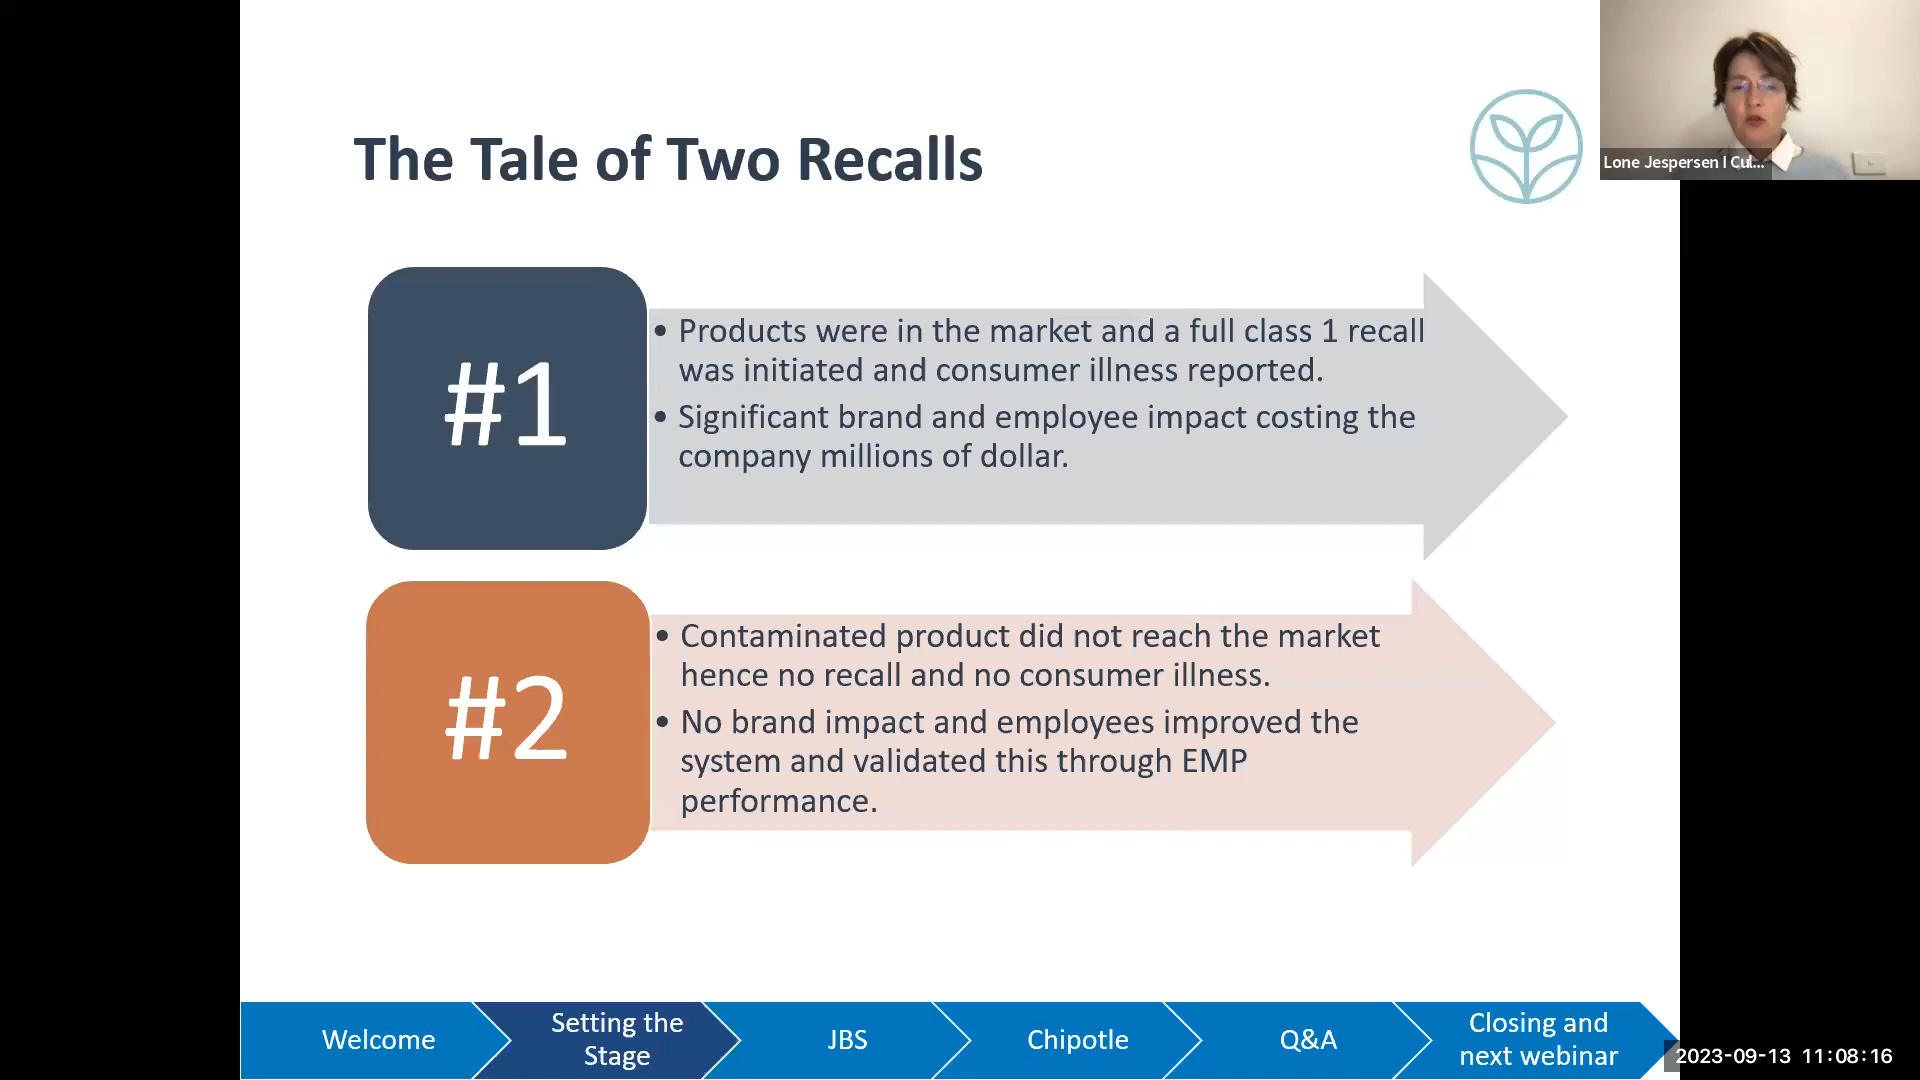 The Tale of Two Recalls
Lone Jespersen I Cul...
#1
• Products were in the market and a full class 1 recall
was initiated and consumer illness reported.
• Significant brand and employee impact costing the
company millions of dollar.
#2
• Contaminated product did not reach the market
hence no recall and no consumer illness.
• No brand impact and employees improved the
system and validated this through EMP
performance.
Welcome
Setting the
Stage
JBS
Chipotle
Q&A
Closing and
next webinar
2023-09-13 11:08:16